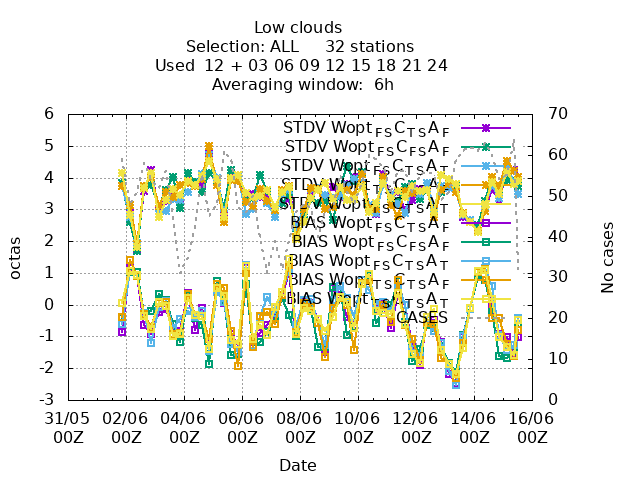 Low clouds
Selection: ALL 32 stations
Used 12 + 03 06 09 12 15 18 21 24
Averaging window: 6h
6 5 4 3 2 1 0 -1 -2 -3
octas
70 60 50 40 30 20 10 0
No cases
STDV Wopt FS C TS A F
STDV Wopt FS C FS A F
STDV Wopt FS C TS A T
BIAS Wopt FS C TS A F
BIAS Wopt FS C FS A F
BIAS Wopt FS C TS A T
CASES
31/05 02/06 04/06 06/06 08/06 10/06 12/06 14/06 16/06
00Z 00Z 00Z 00Z 00Z 00Z 00Z 00Z 00Z
Date